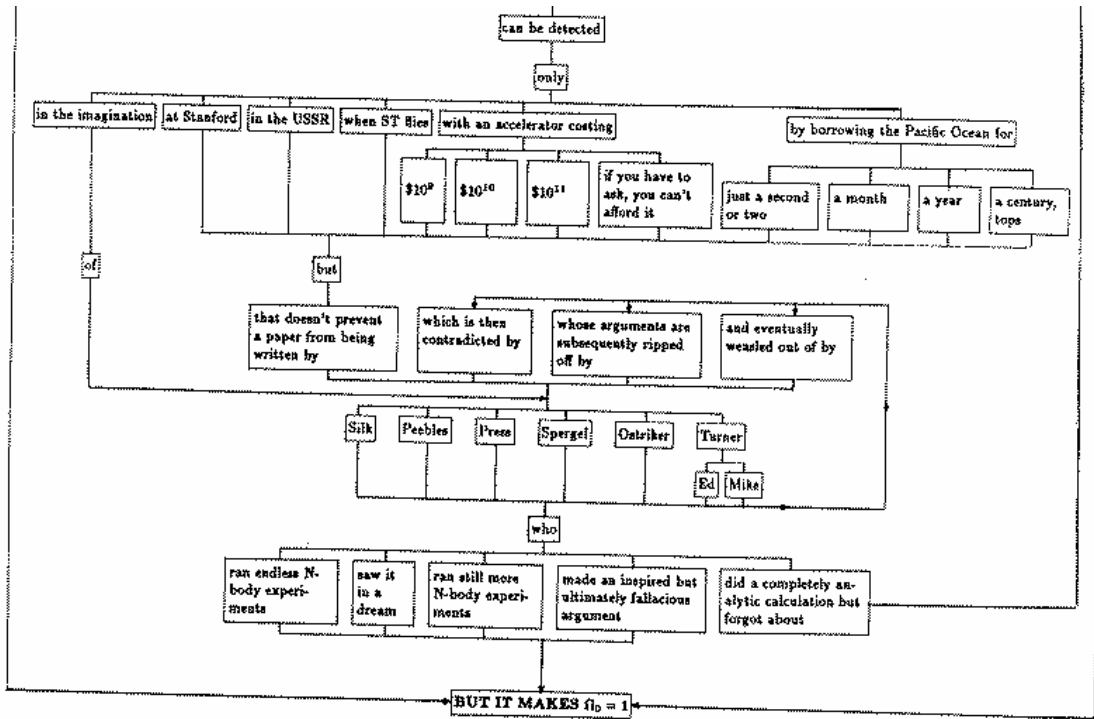 can be detected
only
in the imagination
at Stanford
in the USSR
when ST flies
with an accelerator costing
by borrowing the Pacific Ocean for
$10⁹
$10¹⁰
$10¹¹
if you have to
ask, you can't
afford it
just a second
or two
a month
a year
a century,
tops
of
but
that doesn't prevent
a paper from being
written by
which is then
contradicted by
whose arguments are
subsequently ripped
off by
and eventually
weasled out of by
Silk
Peebles
Press
Spergel
Ostriker
Turner
Ed
Mike
who
ran endless N-
body experi-
ments
saw it
in a
dream
ran still more
N-body experi-
ments
made an inspired but
ultimately fallacious
argument
did a completely an-
alytic calculation but
forgot about
BUT IT MAKES Ω₀ = 1